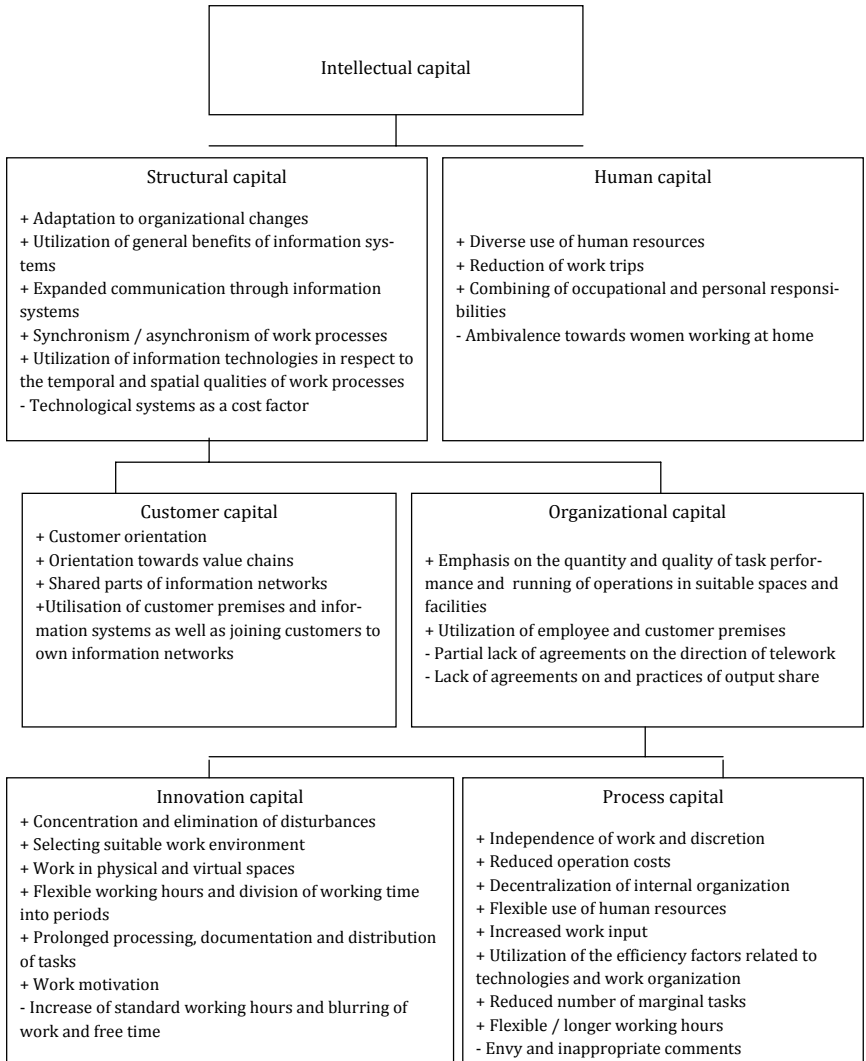 Intellectual capital
Structural capital
+ Adaptation to organizational changes
+ Utilization of general benefits of information sys-
tems
+ Expanded communication through information
systems
+ Synchronism / asynchronism of work processes
+ Utilization of information technologies in respect to
the temporal and spatial qualities of work processes
- Technological systems as a cost factor
Human capital
+ Diverse use of human resources
+ Reduction of work trips
+ Combining of occupational and personal responsi-
bilities
- Ambivalence towards women working at home
Customer capital
+ Customer orientation
+ Orientation towards value chains
+ Shared parts of information networks
+Utilisation of customer premises and infor-
mation systems as well as joining customers to
own information networks
Organizational capital
+ Emphasis on the quantity and quality of task perfor-
mance and running of operations in suitable spaces and
facilities
+ Utilization of employee and customer premises
- Partial lack of agreements on the direction of telework
- Lack of agreements on and practices of output share
Innovation capital
+ Concentration and elimination of disturbances
+ Selecting suitable work environment
+ Work in physical and virtual spaces
+ Flexible working hours and division of working time
into periods
+ Prolonged processing, documentation and distribution
of tasks
+ Work motivation
- Increase of standard working hours and blurring of
work and free time
Process capital
+ Independence of work and discretion
+ Reduced operation costs
+ Decentralization of internal organization
+ Flexible use of human resources
+ Increased work input
+ Utilization of the efficiency factors related to
technologies and work organization
+ Reduced number of marginal tasks
+ Flexible / longer working hours
- Envy and inappropriate comments